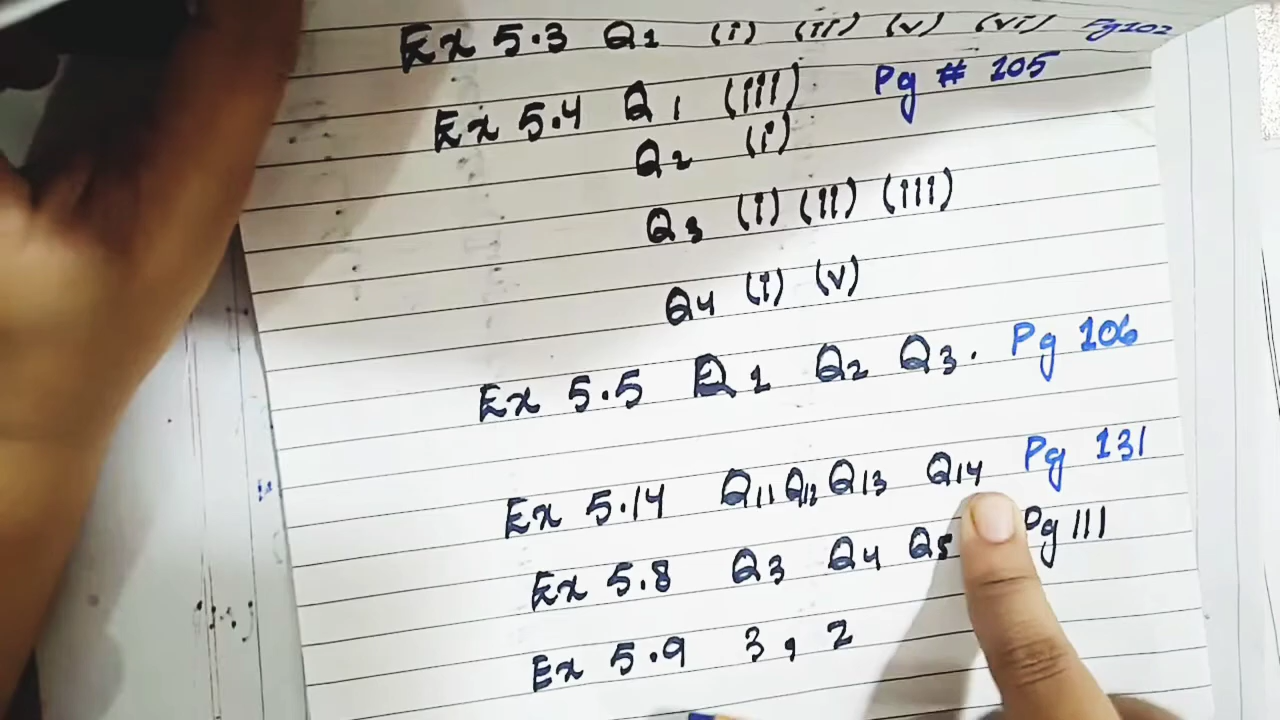 Ex 5.3 Q1 (i) (ii) (v) (vi) Pg 102
Ex 5.4 Q1 (iii) Pg # 105
Q2 (i)
Q3 (i) (ii) (iii)
Q4 (i) (v)
Ex 5.5 Q1 Q2 Q3. Pg 106
Ex 5.14 Q11 Q12 Q13 Q14 Pg 131
Ex 5.8 Q3 Q4 Q5 Pg 111
Ex 5.9 3, 2